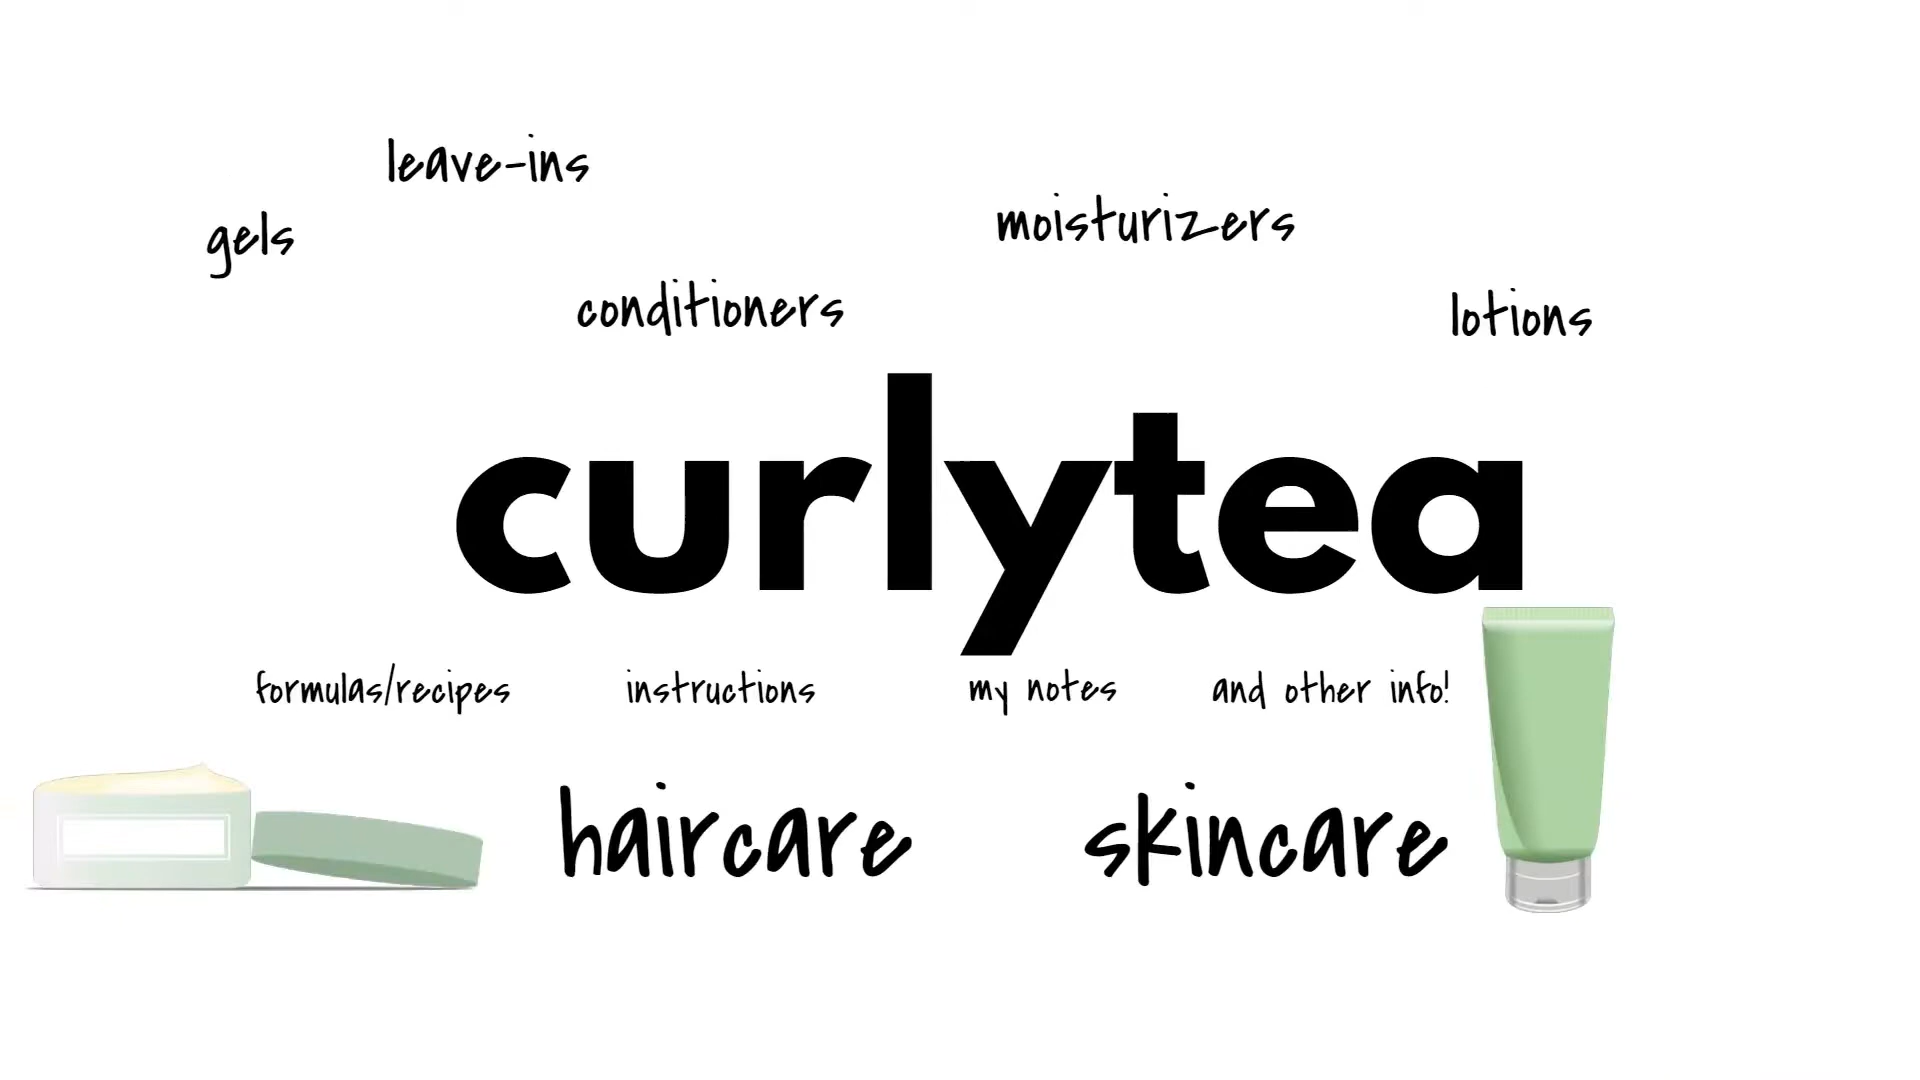 leave-ins
gels
moisturizers
conditioners
lotions
curlytea
formulas/recipes
instructions
my notes
and other info!
haircare
skincare